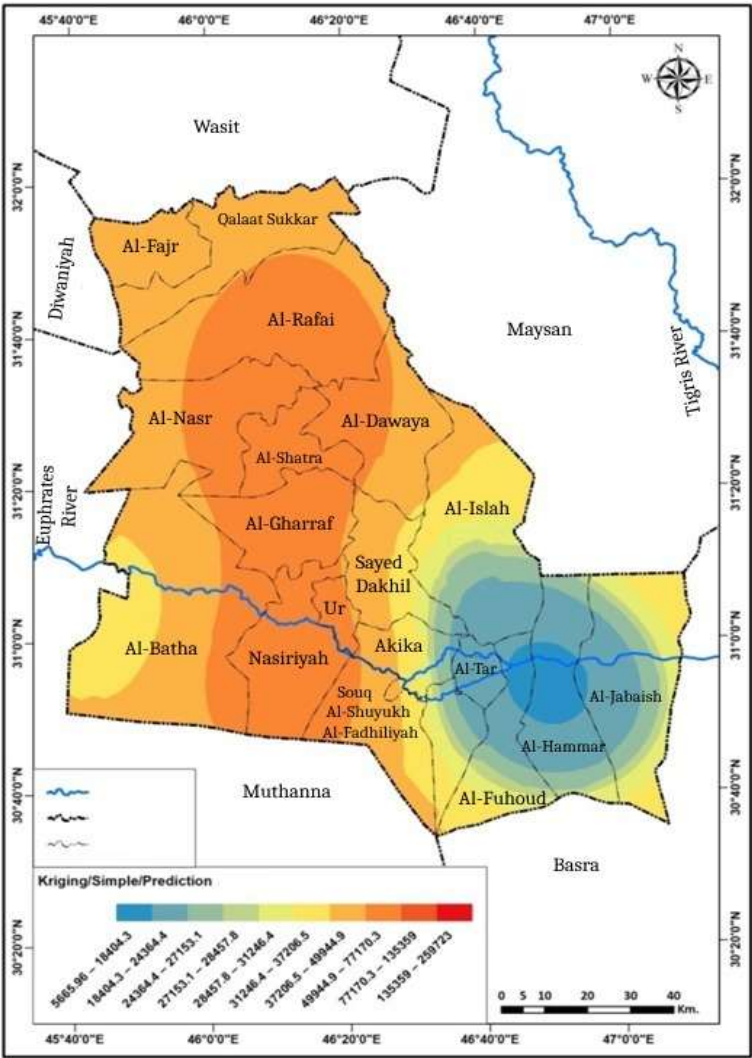 45°40'0"E 46°0'0"E 46°20'0"E 46°40'0"E 47°0'0"E
N
W E
S
Wasit
32°0'0"N
32°0'0"N
Qalaat Sukkar
Al-Fajr
Diwaniyah
Al-Rafai
Maysan
31°40'0"N
31°40'0"N
Tigris River
Al-Nasr
Al-Dawaya
Al-Shatra
31°20'0"N
31°20'0"N
Euphrates
River
Al-Islah
Al-Gharraf
Sayed
Dakhil
Ur
31°0'0"N
31°0'0"N
Al-Batha
Nasiriyah
Akika
Al-Tar
Souq
Al-Shuyukh
Al-Fadhiliyah
Al-Jabaish
Al-Hammar
Al-Fuhoud
30°40'0"N
30°40'0"N
Muthanna
Basra
Kriging/Simple/Prediction
5665.96 – 18404.3
18404.3 – 24364.4
24364.4 – 27153.1
27153.1 – 28457.8
28457.8 – 31246.4
31246.4 – 37206.5
37206.5 – 49944.9
49944.9 – 77170.3
77170.3 – 135359
135359 – 259723
30°20'0"N
30°20'0"N
0 5 10 20 30 40
Km.
45°40'0"E 46°0'0"E 46°20'0"E 46°40'0"E 47°0'0"E